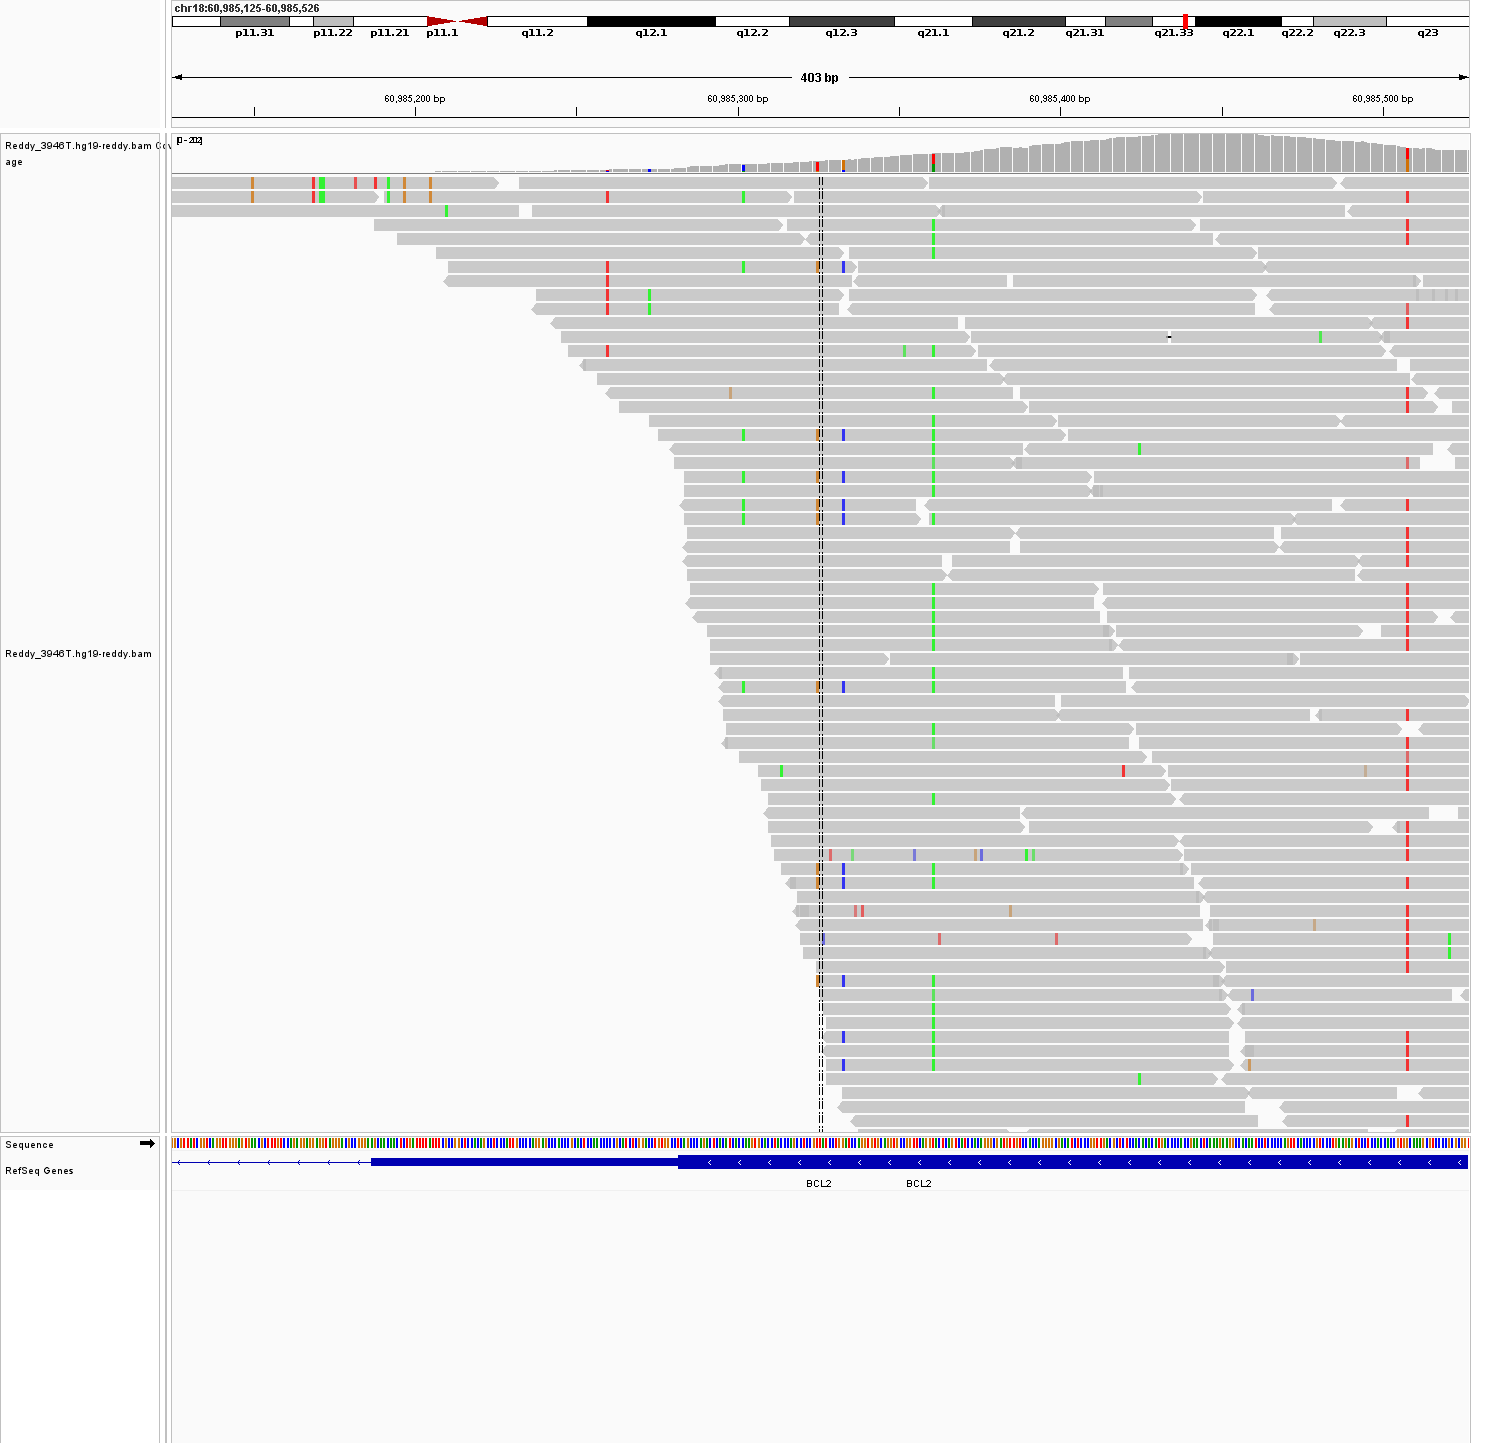 chr18:60,985,125-60,985,526
p11.31 p11.22 p11.21 p11.1 q11.2 q12.1 q12.2 q12.3 q21.1 q21.2 q21.31 q21.33 q22.1 q22.2 q22.3 q23
403 bp
60,985,200 bp 60,985,300 bp 60,985,400 bp 60,985,500 bp
Reddy_3946T.hg19-reddy.bam Cov
age
Reddy_3946T.hg19-reddy.bam
Sequence
RefSeq Genes
BCL2 BCL2